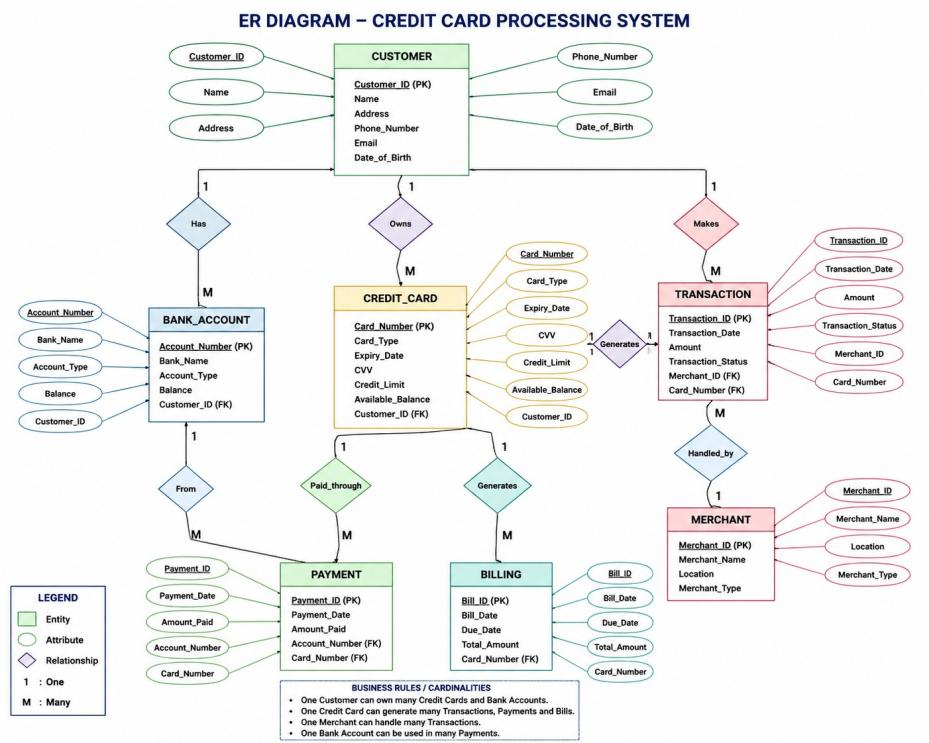 ER DIAGRAM – CREDIT CARD PROCESSING SYSTEM
Customer_ID
Name
Address
CUSTOMER
Customer_ID (PK)
Name
Address
Phone_Number
Email
Date_of_Birth
Phone_Number
Email
Date_of_Birth
1
1
1
Has
Owns
Makes
M
M
M
Account_Number
Bank_Name
Account_Type
Balance
Customer_ID
BANK_ACCOUNT
Account_Number (PK)
Bank_Name
Account_Type
Balance
Customer_ID (FK)
CREDIT_CARD
Card_Number (PK)
Card_Type
Expiry_Date
CVV
Credit_Limit
Available_Balance
Customer_ID (FK)
Card_Number
Card_Type
Expiry_Date
CVV
Credit_Limit
Available_Balance
Customer_ID
1
1
Generates
1
TRANSACTION
Transaction_ID (PK)
Transaction_Date
Amount
Transaction_Status
Merchant_ID (FK)
Card_Number (FK)
Transaction_ID
Transaction_Date
Amount
Transaction_Status
Merchant_ID
Card_Number
1
1
1
M
From
Paid_through
Generates
Handled_by
M
M
M
1
MERCHANT
Merchant_ID (PK)
Merchant_Name
Location
Merchant_Type
Merchant_ID
Merchant_Name
Location
Merchant_Type
Payment_ID
Payment_Date
Amount_Paid
Account_Number
Card_Number
PAYMENT
Payment_ID (PK)
Payment_Date
Amount_Paid
Account_Number (FK)
Card_Number (FK)
BILLING
Bill_ID (PK)
Bill_Date
Due_Date
Total_Amount
Card_Number (FK)
Bill_ID
Bill_Date
Due_Date
Total_Amount
Card_Number
LEGEND
Entity
Attribute
Relationship
1 : One
M : Many
BUSINESS RULES / CARDINALITIES
• One Customer can own many Credit Cards and Bank Accounts.
• One Credit Card can generate many Transactions, Payments and Bills.
• One Merchant can handle many Transactions.
• One Bank Account can be used in many Payments.